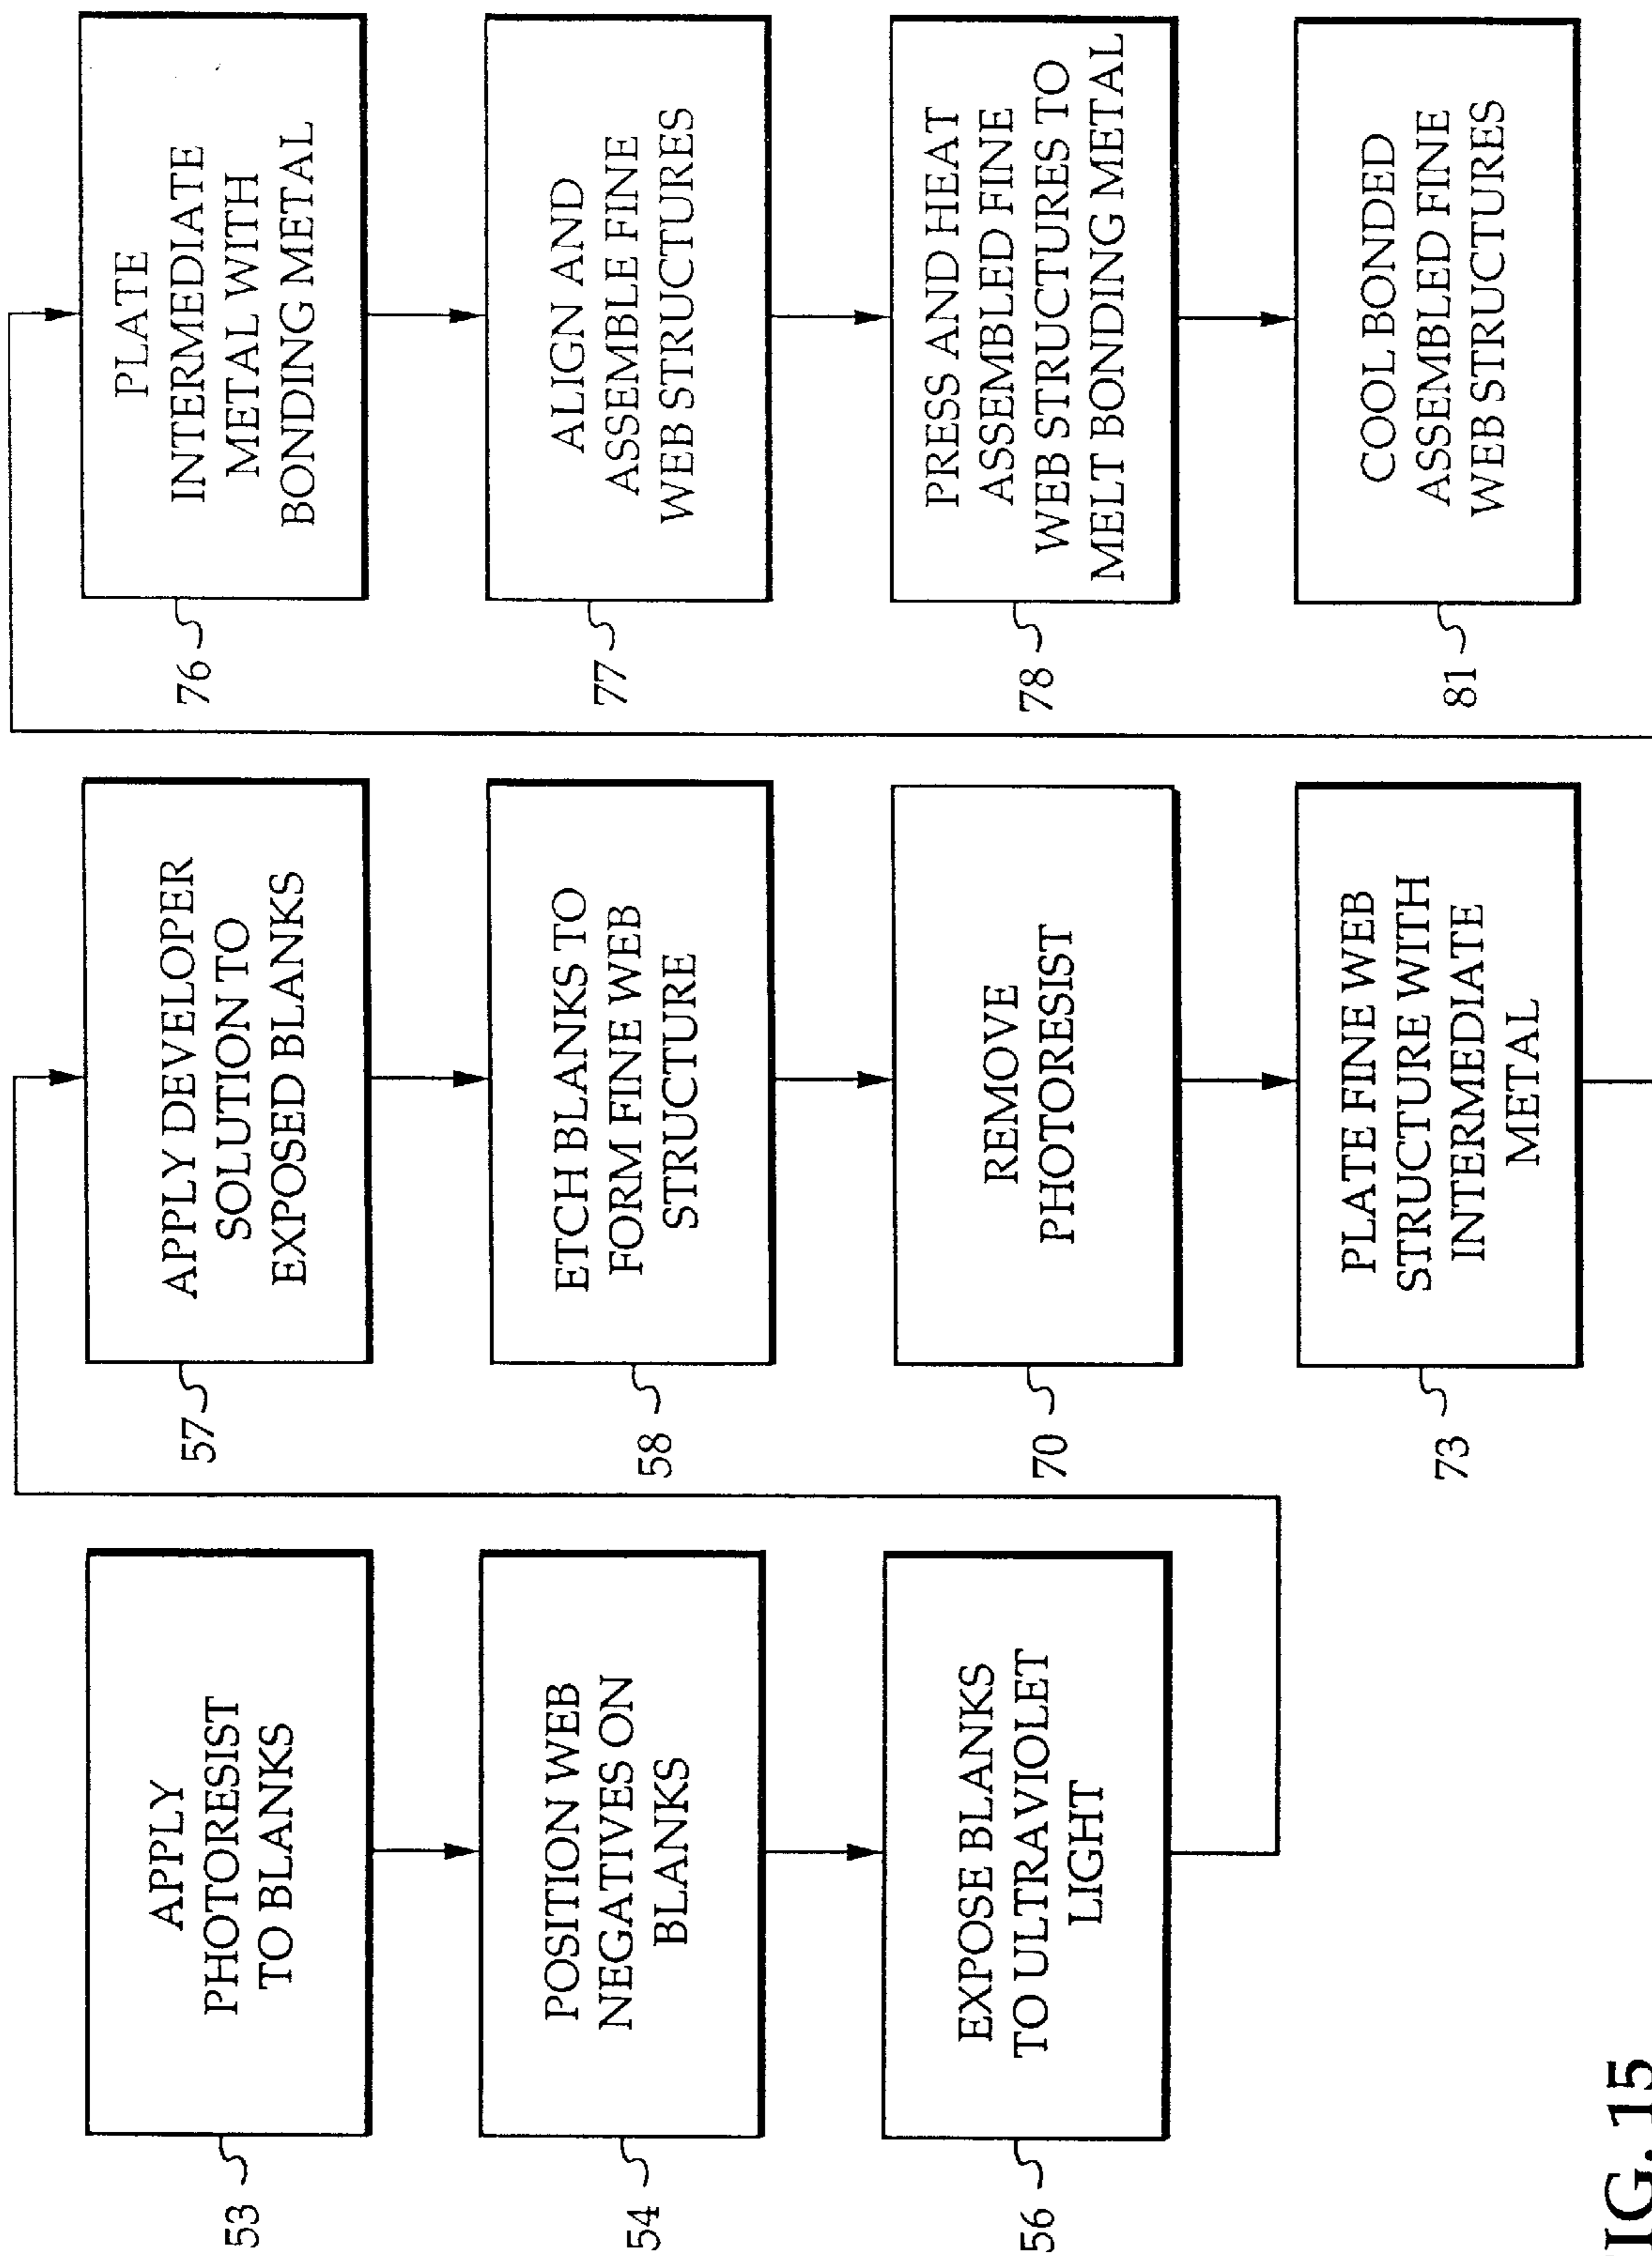 53
APPLY
PHOTORESIST
TO BLANKS
54
POSITION WEB
NEGATIVES ON
BLANKS
56
EXPOSE BLANKS
TO ULTRAVIOLET
LIGHT
57
APPLY DEVELOPER
SOLUTION TO
EXPOSED BLANKS
58
ETCH BLANKS TO
FORM FINE WEB
STRUCTURE
70
REMOVE
PHOTORESIST
73
PLATE FINE WEB
STRUCTURE WITH
INTERMEDIATE
METAL
76
PLATE
INTERMEDIATE
METAL WITH
BONDING METAL
77
ALIGN AND
ASSEMBLE FINE
WEB STRUCTURES
78
PRESS AND HEAT
ASSEMBLED FINE
WEB STRUCTURES TO
MELT BONDING METAL
81
COOL BONDED
ASSEMBLED FINE
WEB STRUCTURES
IG. 15